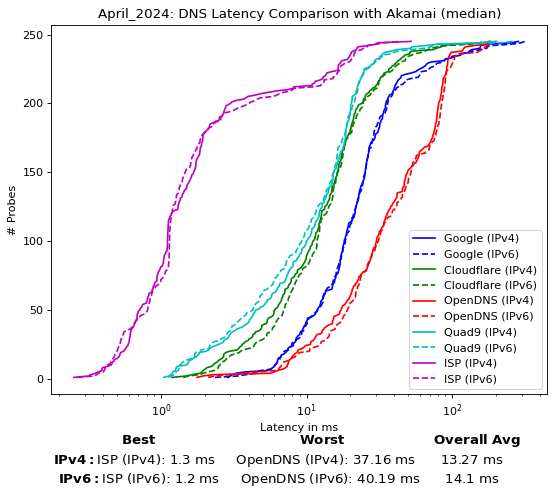 April_2024: DNS Latency Comparison with Akamai (median)
250
200
150
100
50
0
# Probes
Google (IPv4)
Google (IPv6)
Cloudflare (IPv4)
Cloudflare (IPv6)
OpenDNS (IPv4)
OpenDNS (IPv6)
Quad9 (IPv4)
Quad9 (IPv6)
ISP (IPv4)
ISP (IPv6)
10⁰ 10¹ 10²
Latency in ms
Best Worst Overall Avg
IPv4: ISP (IPv4): 1.3 ms OpenDNS (IPv4): 37.16 ms 13.27 ms
IPv6: ISP (IPv6): 1.2 ms OpenDNS (IPv6): 40.19 ms 14.1 ms